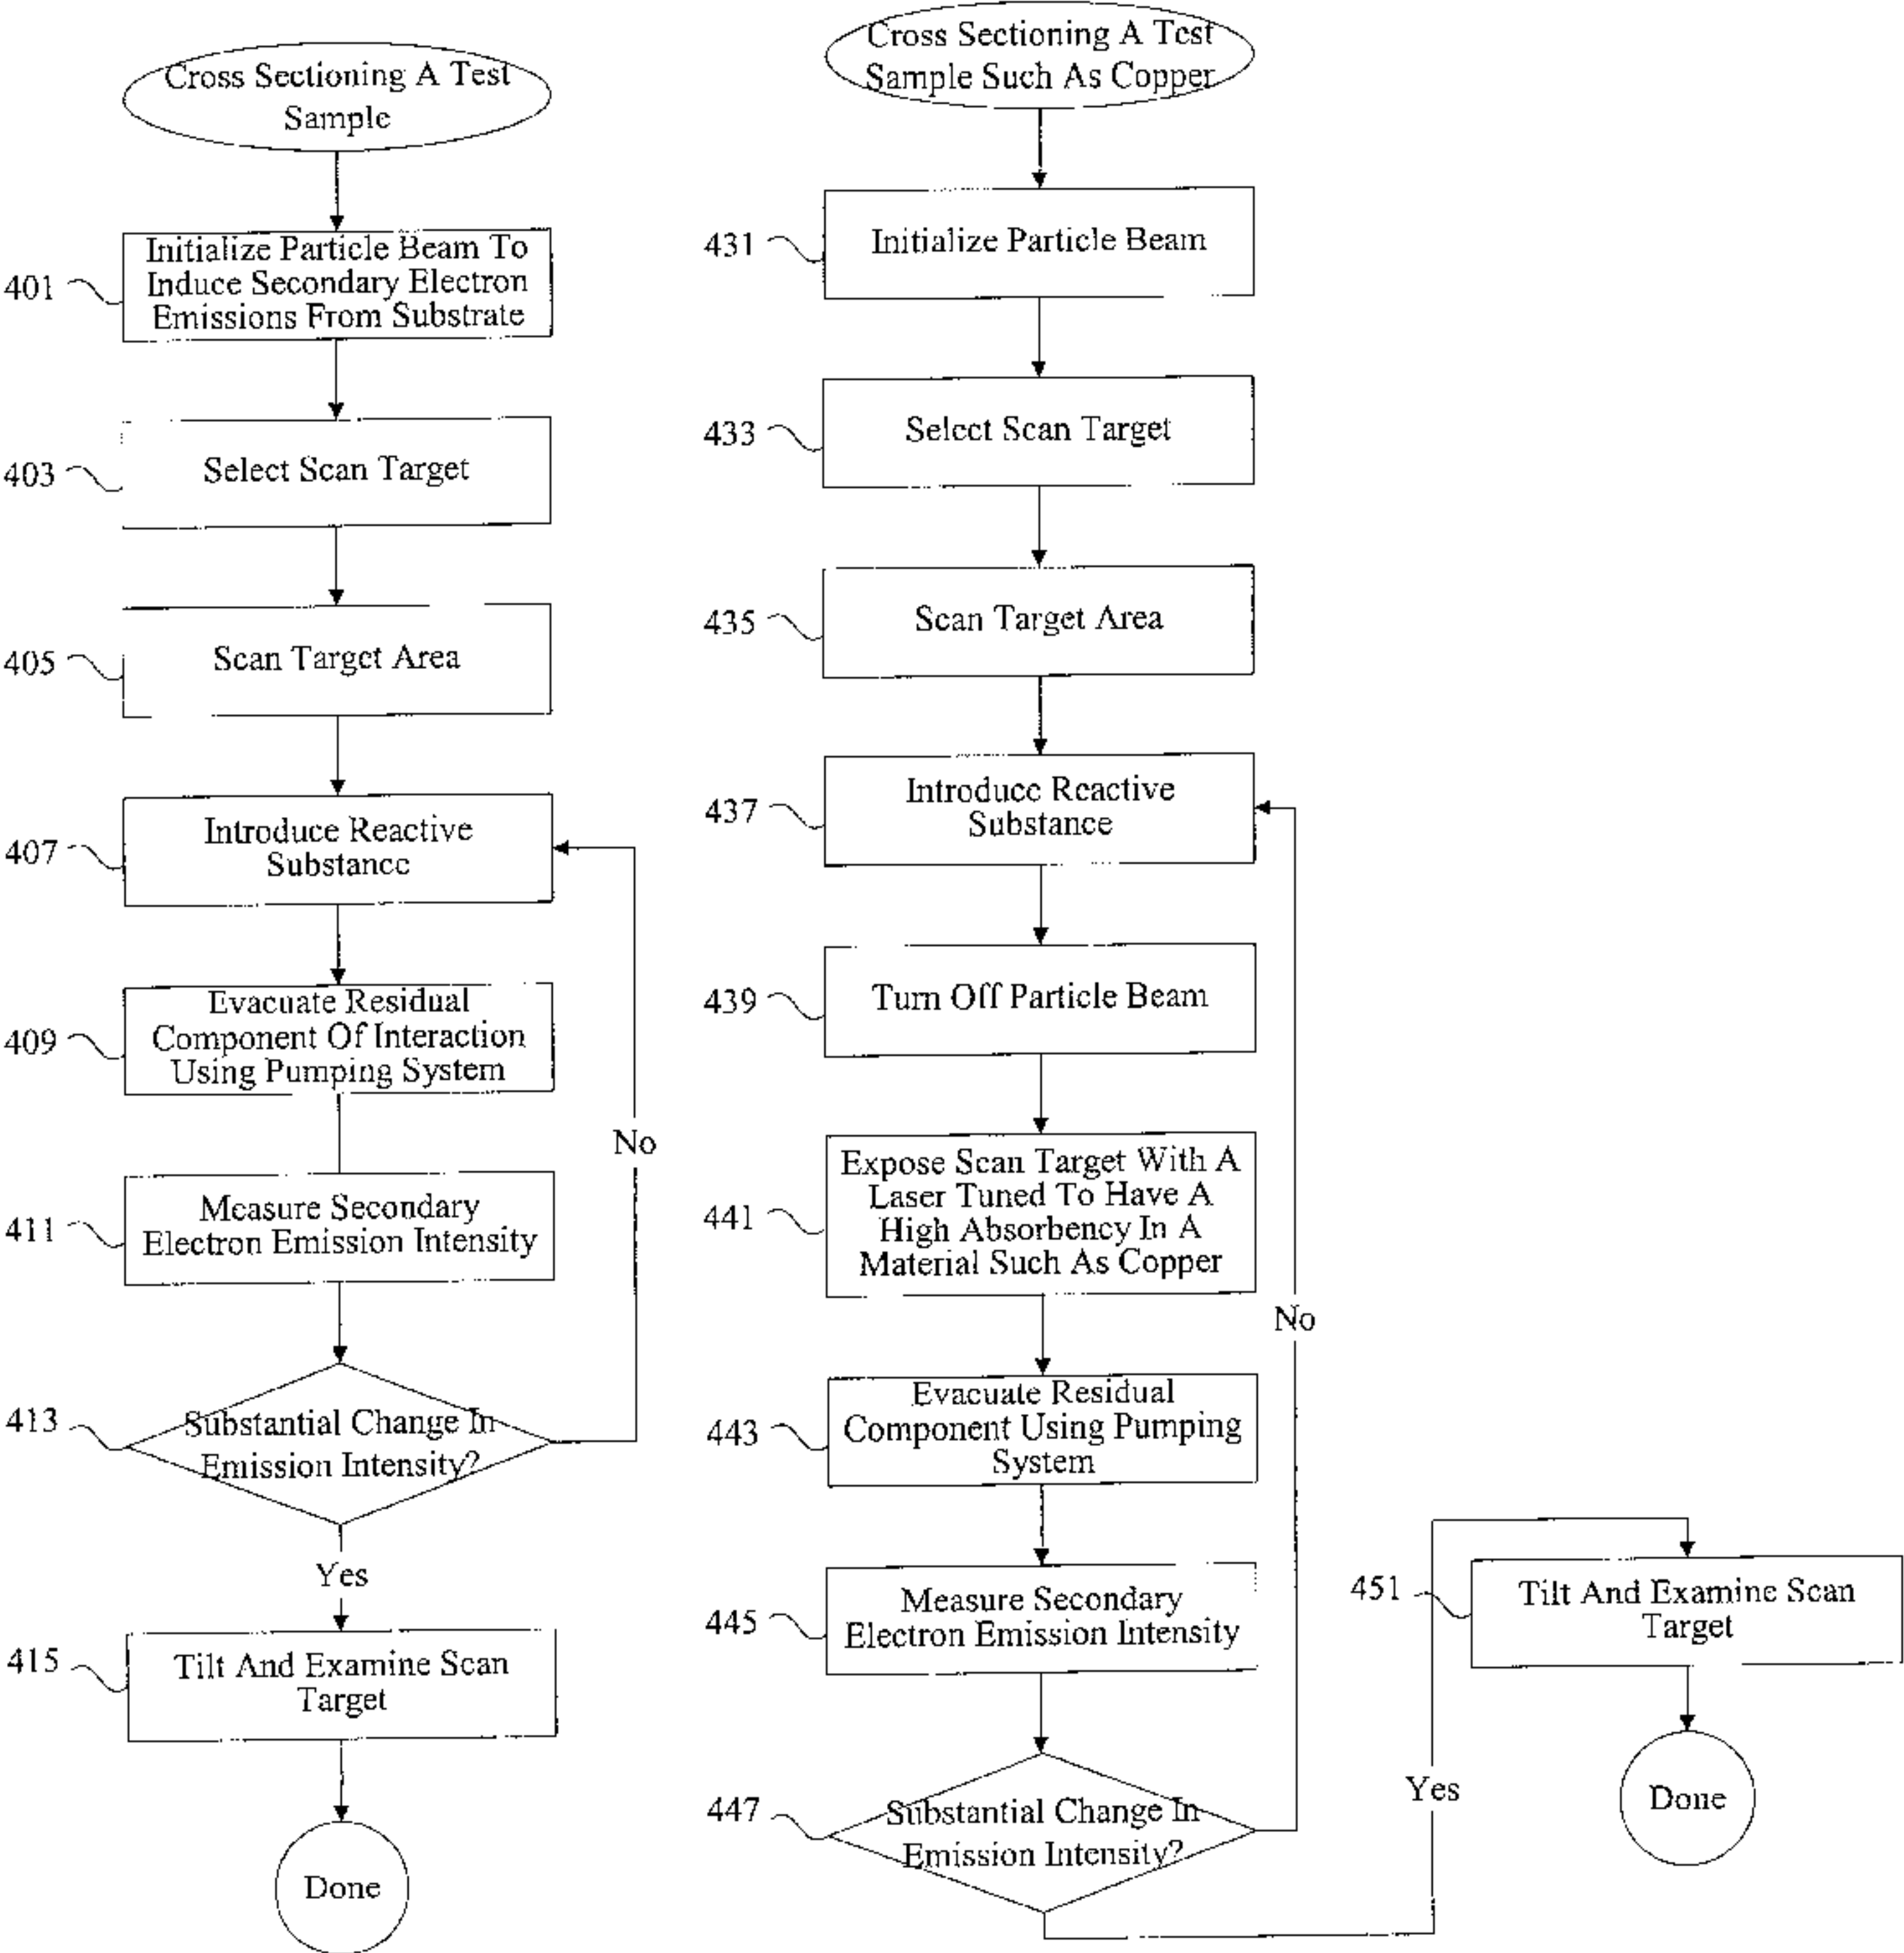 Cross Sectioning A Test
Sample
401
Initialize Particle Beam To
Induce Secondary Electron
Emissions From Substrate
403
Select Scan Target
405
Scan Target Area
407
Introduce Reactive
Substance
409
Evacuate Residual
Component Of Interaction
Using Pumping System
411
Measure Secondary
Electron Emission Intensity
No
413
Substantial Change In
Emission Intensity?
Yes
415
Tilt And Examine Scan
Target
Done
Cross Sectioning A Test
Sample Such As Copper
431
Initialize Particle Beam
433
Select Scan Target
435
Scan Target Area
437
Introduce Reactive
Substance
439
Turn Off Particle Beam
441
Expose Scan Target With A
Laser Tuned To Have A
High Absorbency In A
Material Such As Copper
No
443
Evacuate Residual
Component Using Pumping
System
445
Measure Secondary
Electron Emission Intensity
447
Substantial Change In
Emission Intensity?
Yes
451
Tilt And Examine Scan
Target
Done